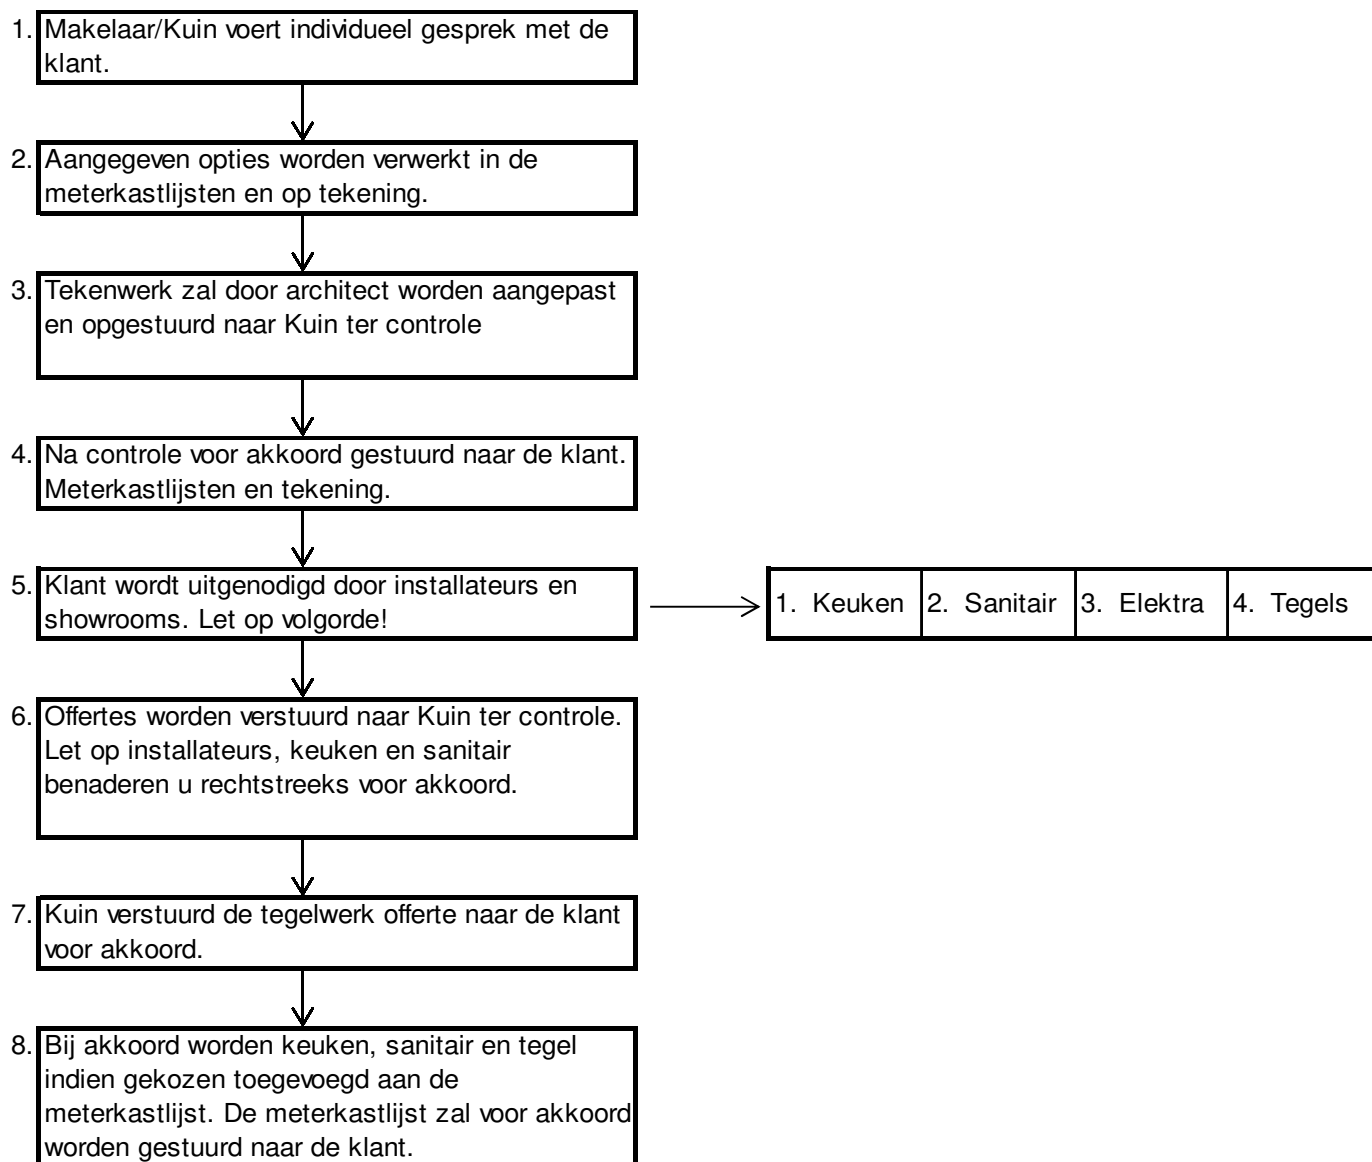 1. Makelaar/Kuin voert individueel gesprek met de
klant.
2. Aangegeven opties worden verwerkt in de
meterkastlijsten en op tekening.
3. Tekenwerk zal door architect worden aangepast
en opgestuurd naar Kuin ter controle
4. Na controle voor akkoord gestuurd naar de klant.
Meterkastlijsten en tekening.
5. Klant wordt uitgenodigd door installateurs en
showrooms. Let op volgorde!
1. Keuken 2. Sanitair 3. Elektra 4. Tegels
6. Offertes worden verstuurd naar Kuin ter controle.
Let op installateurs, keuken en sanitair
benaderen u rechtstreeks voor akkoord.
7. Kuin verstuurd de tegelwerk offerte naar de klant
voor akkoord.
8. Bij akkoord worden keuken, sanitair en tegel
indien gekozen toegevoegd aan de
meterkastlijst. De meterkastlijst zal voor akkoord
worden gestuurd naar de klant.